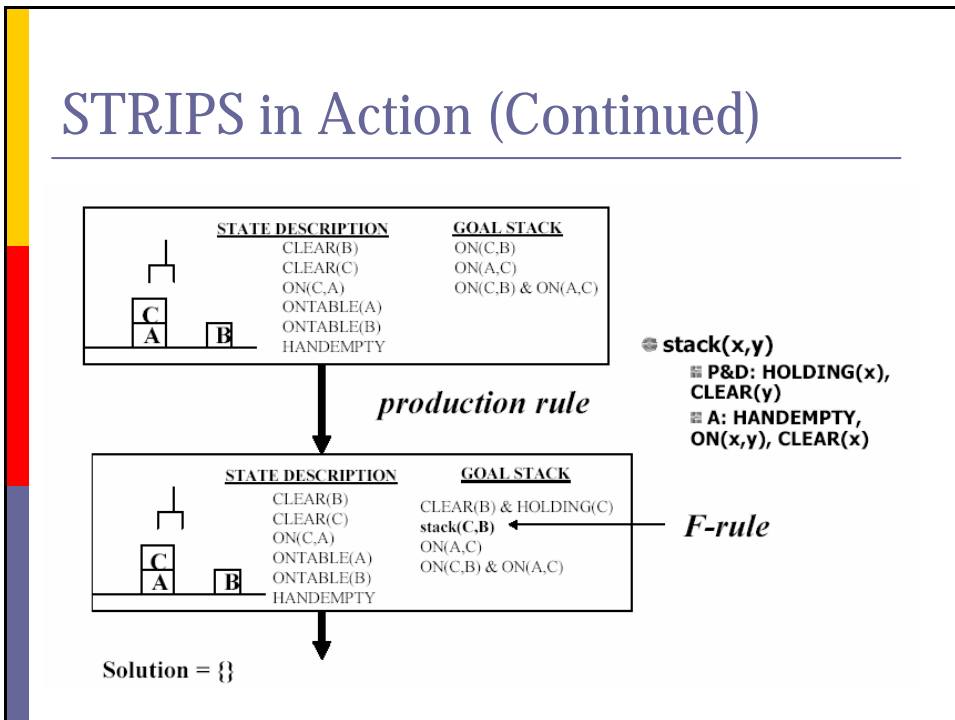 STRIPS in Action (Continued)
STATE DESCRIPTION
CLEAR(B)
CLEAR(C)
ON(C,A)
ONTABLE(A)
ONTABLE(B)
HANDEMPTY
GOAL STACK
ON(C,B)
ON(A,C)
ON(C,B) & ON(A,C)
C
A
B
production rule
stack(x,y)
P&D: HOLDING(x),
CLEAR(y)
A: HANDEMPTY,
ON(x,y), CLEAR(x)
STATE DESCRIPTION
CLEAR(B)
CLEAR(C)
ON(C,A)
ONTABLE(A)
ONTABLE(B)
HANDEMPTY
GOAL STACK
CLEAR(B) & HOLDING(C)
stack(C,B)
ON(A,C)
ON(C,B) & ON(A,C)
C
A
B
F-rule
Solution = {}